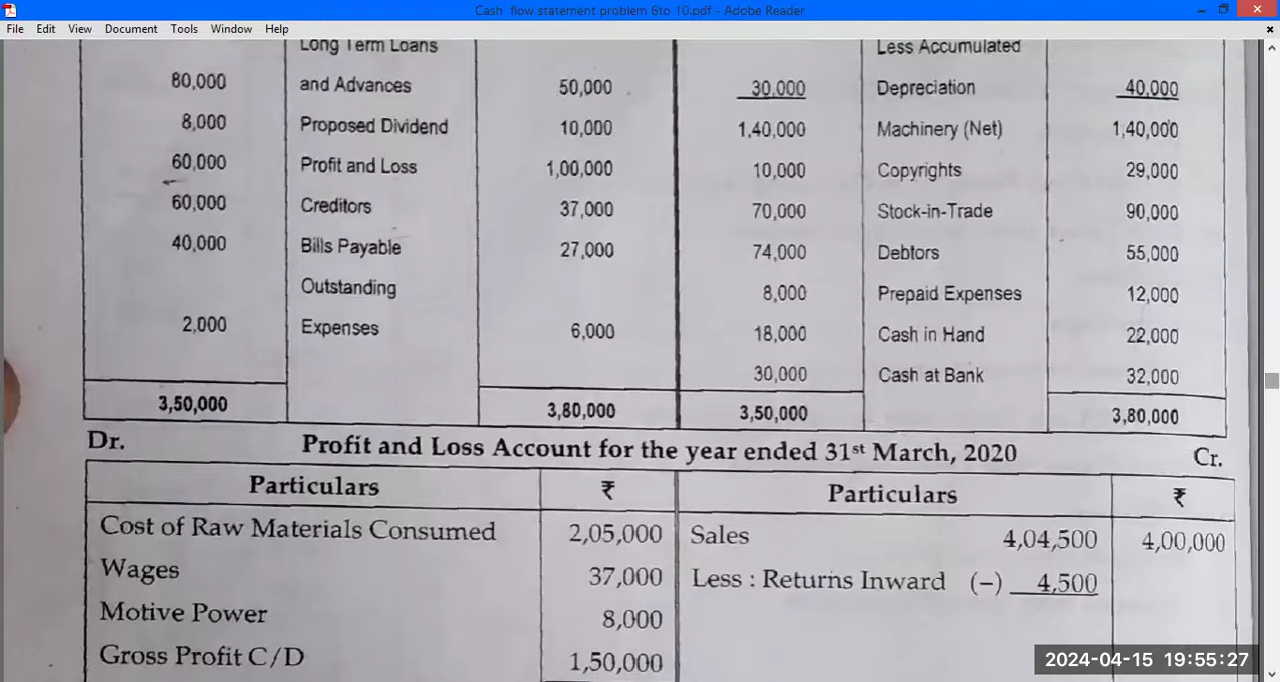 Cash flow statement problem 6to 10.pdf - Adobe Reader
File Edit View Document Tools Window Help
Long Term Loans Less Accumulated
80,000 and Advances 50,000 30,000 Depreciation 40,000
8,000 Proposed Dividend 10,000 1,40,000 Machinery (Net) 1,40,000
60,000 Profit and Loss 1,00,000 10,000 Copyrights 29,000
60,000 Creditors 37,000 70,000 Stock-in-Trade 90,000
40,000 Bills Payable 27,000 74,000 Debtors 55,000
Outstanding 8,000 Prepaid Expenses 12,000
2,000 Expenses 6,000 18,000 Cash in Hand 22,000
30,000 Cash at Bank 32,000
3,50,000 3,80,000 3,50,000 3,80,000
Dr. Profit and Loss Account for the year ended 31st March, 2020 Cr.
Particulars ₹ Particulars ₹
Cost of Raw Materials Consumed 2,05,000 Sales 4,04,500 4,00,000
Wages 37,000 Less : Returns Inward (-) 4,500
Motive Power 8,000
Gross Profit C/D 1,50,000
2024-04-15 19:55:27